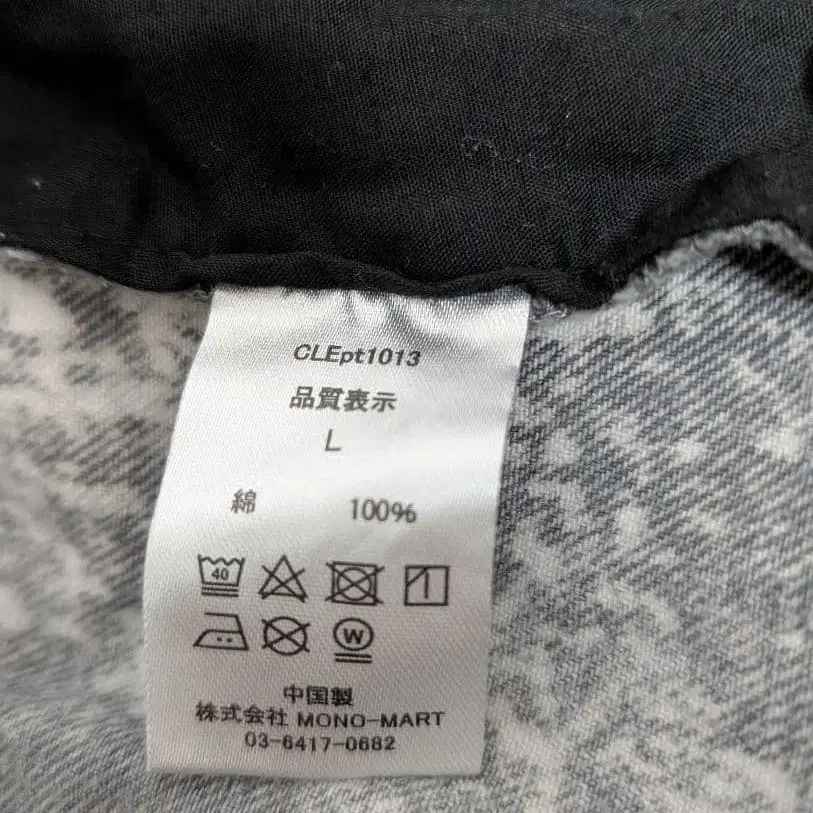 CLEpt1013
品質表示
L
綿 100%
40
W
中国製
株式会社 MONO-MART
03-6417-0682